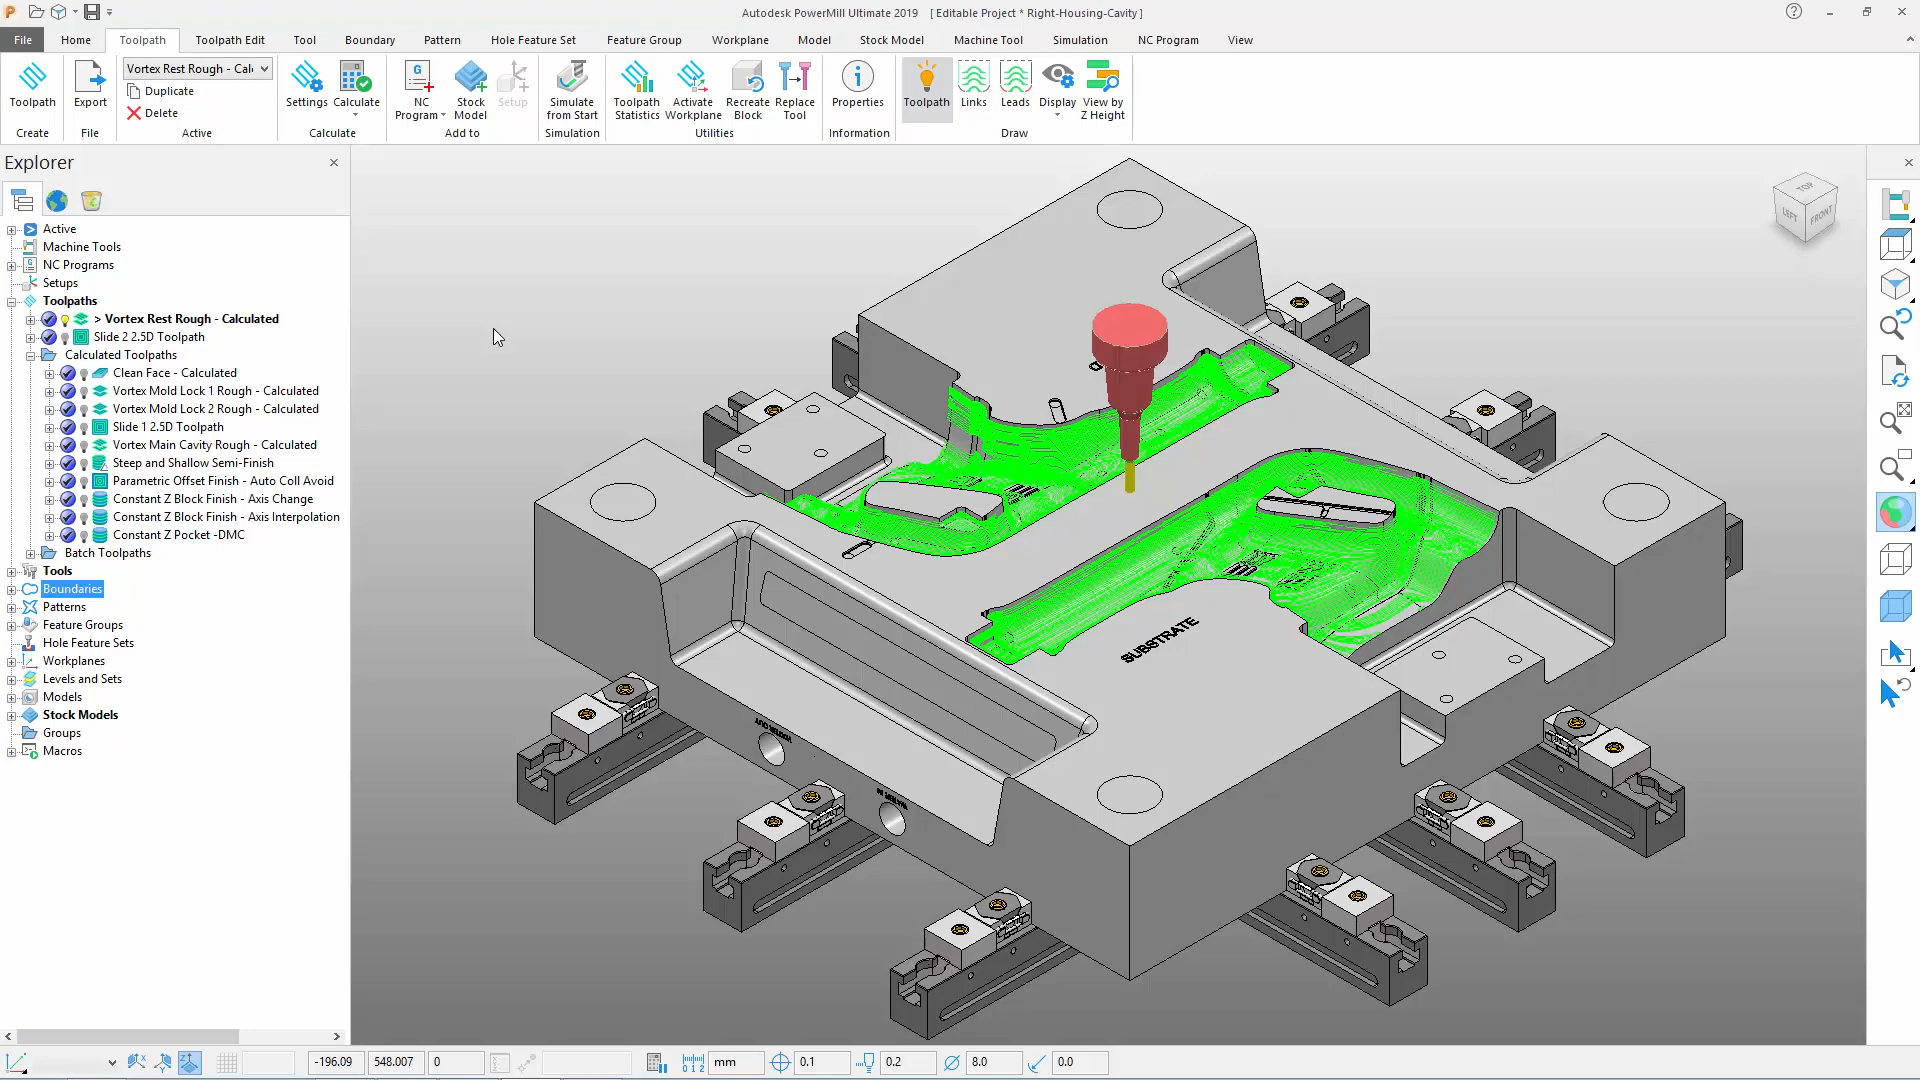 Autodesk PowerMill Ultimate 2019 [ Editable Project * Right-Housing-Cavity ]
File Home Toolpath Toolpath Edit Tool Boundary Pattern Hole Feature Set Feature Group Workplane Model Stock Model Machine Tool Simulation NC Program View
Toolpath
Create
Export
File
Vortex Rest Rough - Cal
Duplicate
Delete
Active
Settings
Calculate
Calculate
NC Program
Stock Model
Setup
Add to
Simulate from Start
Simulation
Toolpath Statistics
Activate Workplane
Recreate Block
Replace Tool
Utilities
Properties
Information
Toolpath
Links
Leads
Display
View by Z Height
Draw
Explorer
Active
Machine Tools
NC Programs
Setups
Toolpaths
> Vortex Rest Rough - Calculated
Slide 2 2.5D Toolpath
Calculated Toolpaths
Clean Face - Calculated
Vortex Mold Lock 1 Rough - Calculated
Vortex Mold Lock 2 Rough - Calculated
Slide 1 2.5D Toolpath
Vortex Main Cavity Rough - Calculated
Steep and Shallow Semi-Finish
Parametric Offset Finish - Auto Coll Avoid
Constant Z Block Finish - Axis Change
Constant Z Block Finish - Axis Interpolation
Constant Z Pocket -DMC
Batch Toolpaths
Tools
Boundaries
Patterns
Feature Groups
Hole Feature Sets
Workplanes
Levels and Sets
Models
Stock Models
Groups
Macros
TOP
LEFT
FRONT
SUBSTRATE
WATER OUT
WATER IN
-196.09 548.007 0 mm 0.1 0.2 8.0 0.0